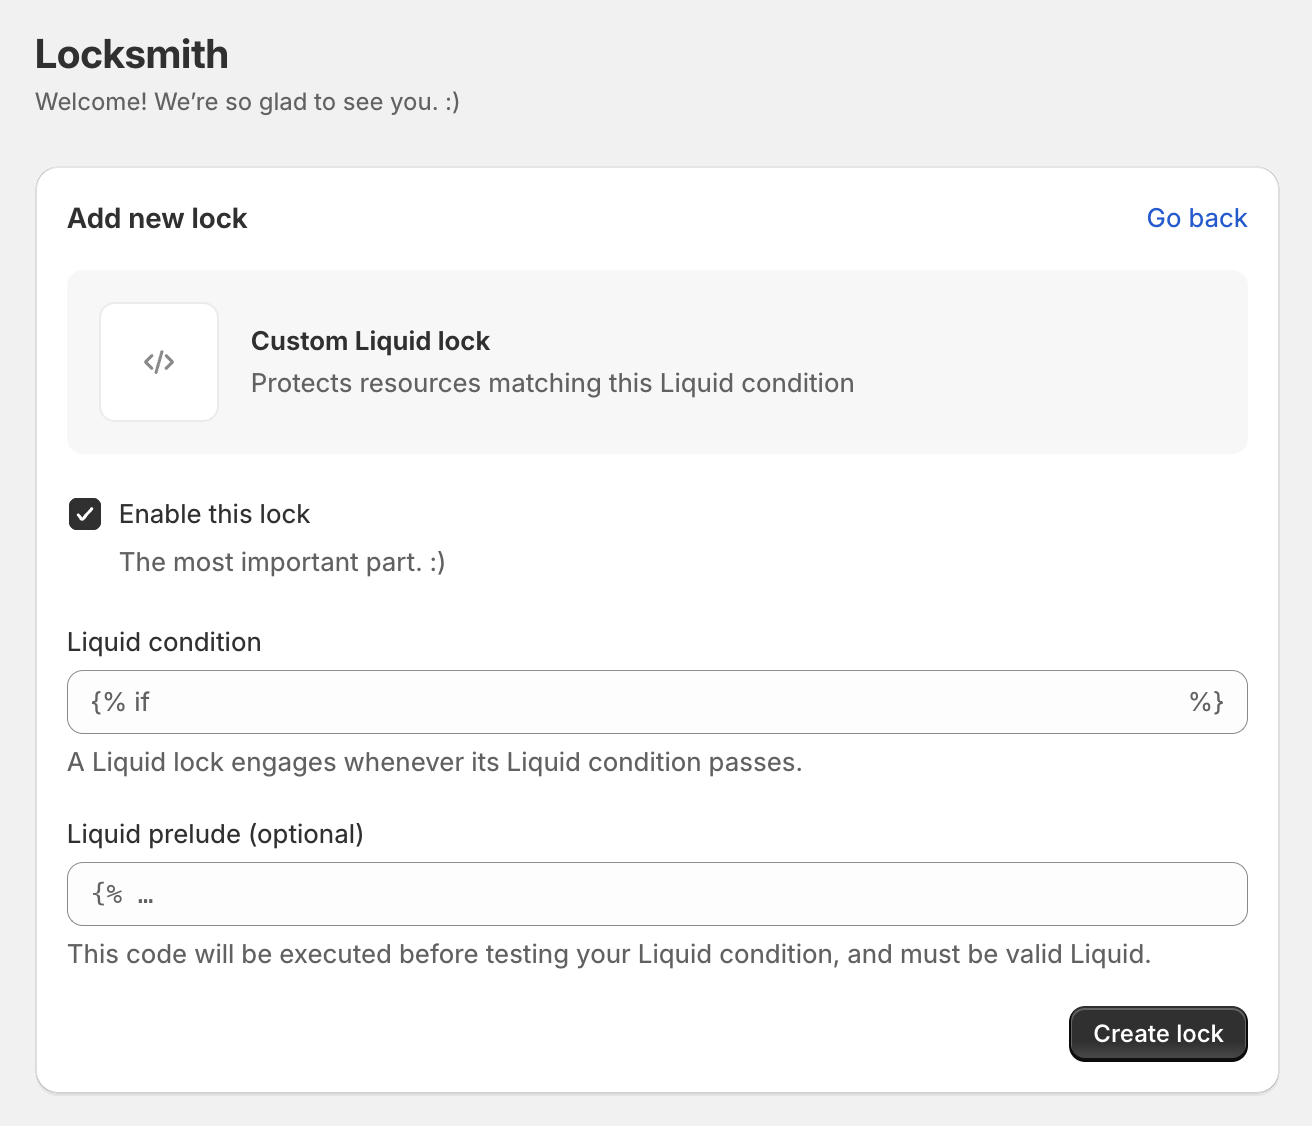 Locksmith
Welcome! We’re so glad to see you. :)
Add new lock
Go back
</>
Custom Liquid lock
Protects resources matching this Liquid condition
Enable this lock
The most important part. :)
Liquid condition
{% if %}
A Liquid lock engages whenever its Liquid condition passes.
Liquid prelude (optional)
{% …
This code will be executed before testing your Liquid condition, and must be valid Liquid.
Create lock